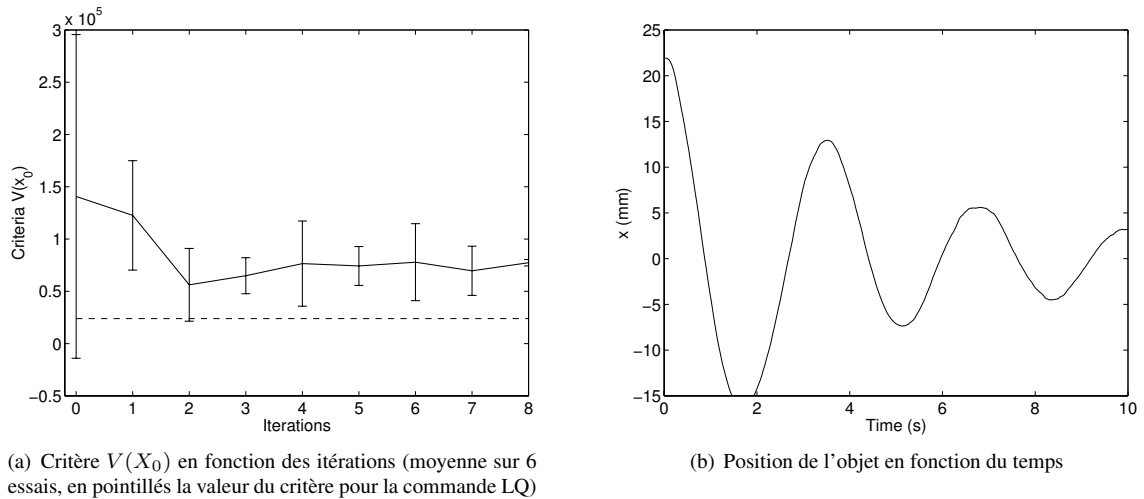 x 10^5
3
2.5
2
1.5
1
0.5
0
−0.5
Criteria V(x_0)
0 1 2 3 4 5 6 7 8
Iterations
(a) Critère V(X_0) en fonction des itérations (moyenne sur 6
essais, en pointillés la valeur du critère pour la commande LQ)
25
20
15
10
5
0
−5
−10
−15
x (mm)
0 2 4 6 8 10
Time (s)
(b) Position de l'objet en fonction du temps